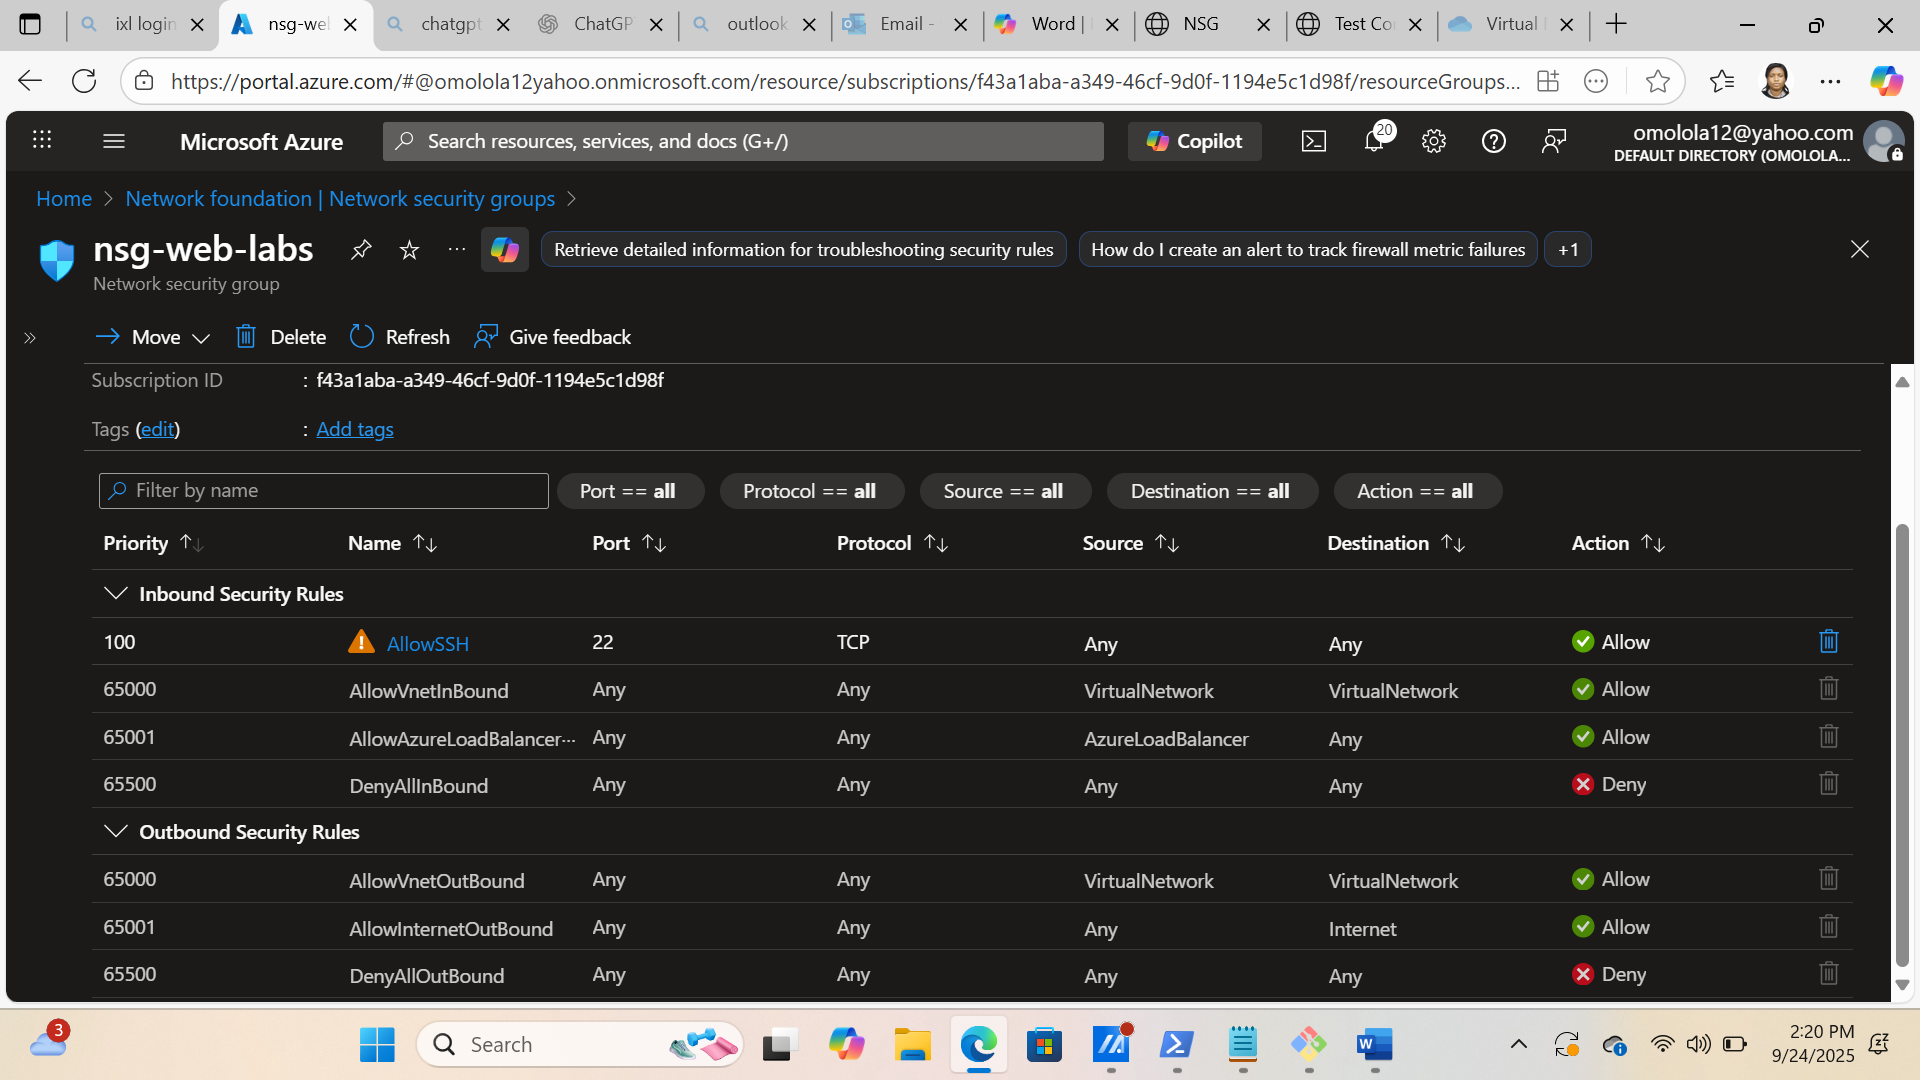 ixl login
nsg-wel
chatgpt
ChatGP
outlook
Email -
Word |
NSG
Test Co
Virtual
https://portal.azure.com/#@omolola12yahoo.onmicrosoft.com/resource/subscriptions/f43a1aba-a349-46cf-9d0f-1194e5c1d98f/resourceGroups...
Microsoft Azure
Search resources, services, and docs (G+/)
Copilot
20
omolola12@yahoo.com
DEFAULT DIRECTORY (OMOLOLA...
Home > Network foundation | Network security groups >
nsg-web-labs
Network security group
Retrieve detailed information for troubleshooting security rules
How do I create an alert to track firewall metric failures
+1
Move
Delete
Refresh
Give feedback
Subscription ID : f43a1aba-a349-46cf-9d0f-1194e5c1d98f
Tags (edit) : Add tags
Filter by name
Port == all
Protocol == all
Source == all
Destination == all
Action == all
Priority Name Port Protocol Source Destination Action
Inbound Security Rules
100 AllowSSH 22 TCP Any Any Allow
65000 AllowVnetInBound Any Any VirtualNetwork VirtualNetwork Allow
65001 AllowAzureLoadBalancer... Any Any AzureLoadBalancer Any Allow
65500 DenyAllInBound Any Any Any Any Deny
Outbound Security Rules
65000 AllowVnetOutBound Any Any VirtualNetwork VirtualNetwork Allow
65001 AllowInternetOutBound Any Any Any Internet Allow
65500 DenyAllOutBound Any Any Any Any Deny
3
Search
2:20 PM
9/24/2025